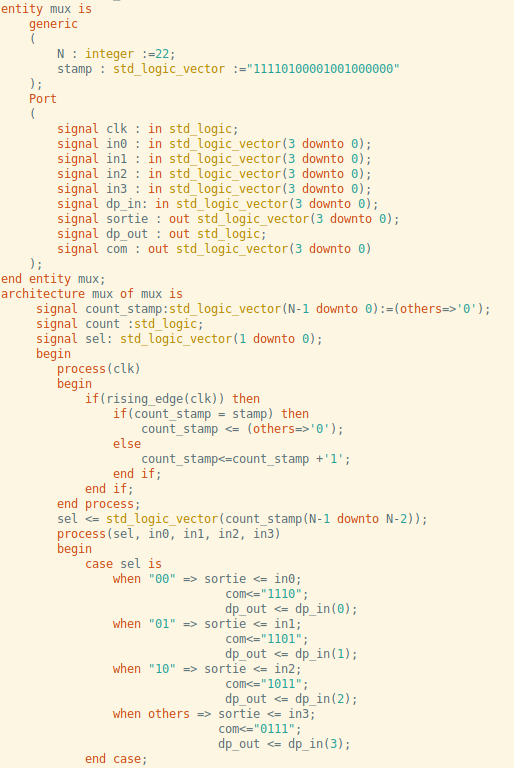 entity mux is
generic
(
N : integer :=22;
stamp : std_logic_vector :="11110100001001000000"
);
Port
(
signal clk : in std_logic;
signal in0 : in std_logic_vector(3 downto 0);
signal in1 : in std_logic_vector(3 downto 0);
signal in2 : in std_logic_vector(3 downto 0);
signal in3 : in std_logic_vector(3 downto 0);
signal dp_in: in std_logic_vector(3 downto 0);
signal sortie : out std_logic_vector(3 downto 0);
signal dp_out : out std_logic;
signal com : out std_logic_vector(3 downto 0)
);
end entity mux;
architecture mux of mux is
signal count_stamp:std_logic_vector(N-1 downto 0):=(others=>'0');
signal count :std_logic;
signal sel: std_logic_vector(1 downto 0);
begin
process(clk)
begin
if(rising_edge(clk)) then
if(count_stamp = stamp) then
count_stamp <= (others=>'0');
else
count_stamp<=count_stamp +'1';
end if;
end if;
end process;
sel <= std_logic_vector(count_stamp(N-1 downto N-2));
process(sel, in0, in1, in2, in3)
begin
case sel is
when "00" => sortie <= in0;
com<="1110";
dp_out <= dp_in(0);
when "01" => sortie <= in1;
com<="1101";
dp_out <= dp_in(1);
when "10" => sortie <= in2;
com<="1011";
dp_out <= dp_in(2);
when others => sortie <= in3;
com<="0111";
dp_out <= dp_in(3);
end case;